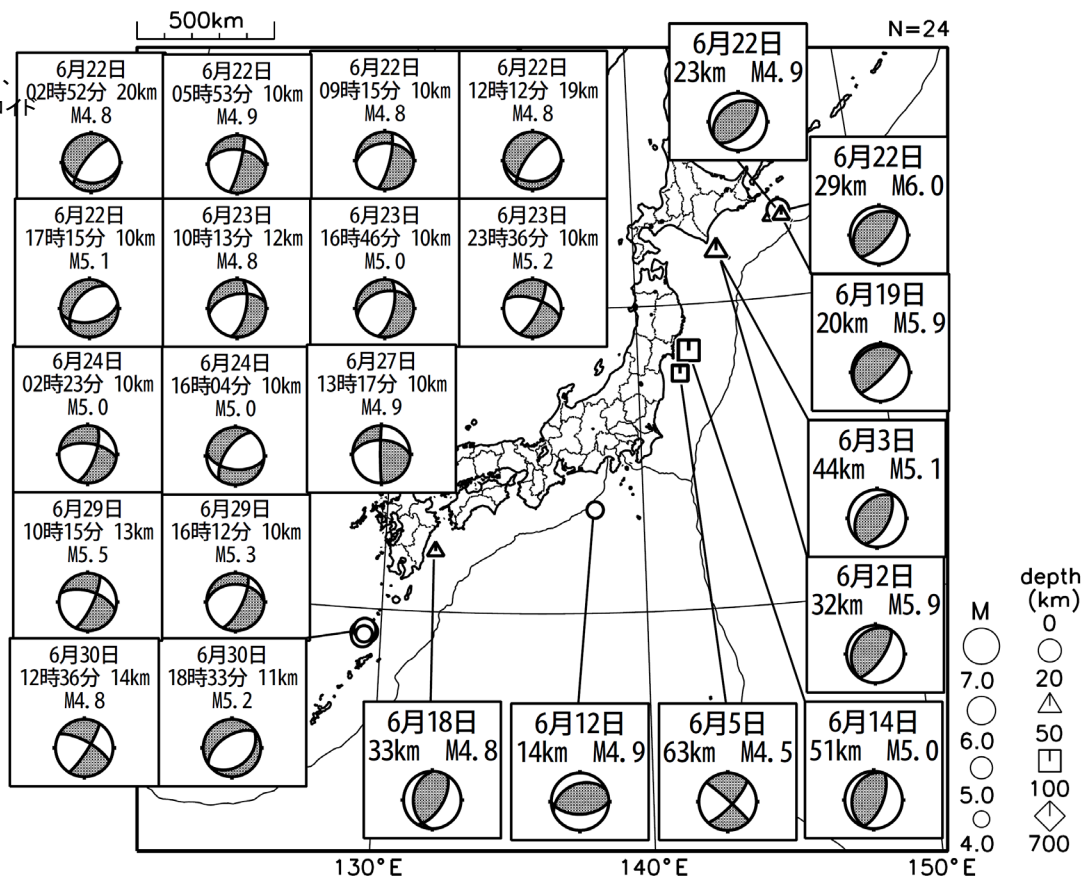 500km
N=24
6月22日
02時52分 20km
M4.8
6月22日
05時53分 10km
M4.9
6月22日
09時15分 10km
M4.8
6月22日
12時12分 19km
M4.8
6月22日
23km M4.9
6月22日
29km M6.0
6月22日
17時15分 10km
M5.1
6月23日
10時13分 12km
M4.8
6月23日
16時46分 10km
M5.0
6月23日
23時36分 10km
M5.2
6月19日
20km M5.9
6月24日
02時23分 10km
M5.0
6月24日
16時04分 10km
M5.0
6月27日
13時17分 10km
M4.9
6月3日
44km M5.1
6月29日
10時15分 13km
M5.5
6月29日
16時12分 10km
M5.3
6月2日
32km M5.9
6月30日
12時36分 14km
M4.8
6月30日
18時33分 11km
M5.2
6月18日
33km M4.8
6月12日
14km M4.9
6月5日
63km M4.5
6月14日
51km M5.0
M
7.0
6.0
5.0
4.0
depth
(km)
0
20
50
100
700
130°E
140°E
150°E